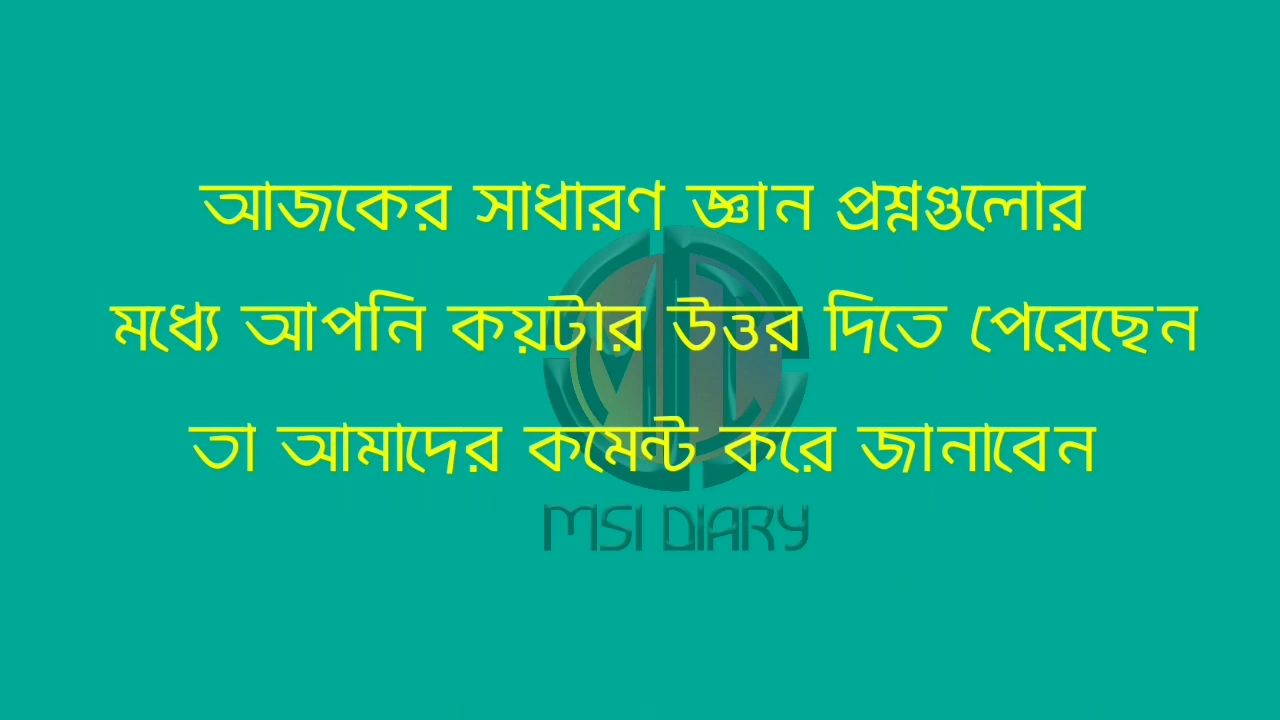 আজকের সাধারণ জ্ঞান প্রশ্নগুলোর
মধ্যে আপনি কয়টার উত্তর দিতে পেরেছেন
তা আমাদের কমেন্ট করে জানাবেন
MSI DIARY